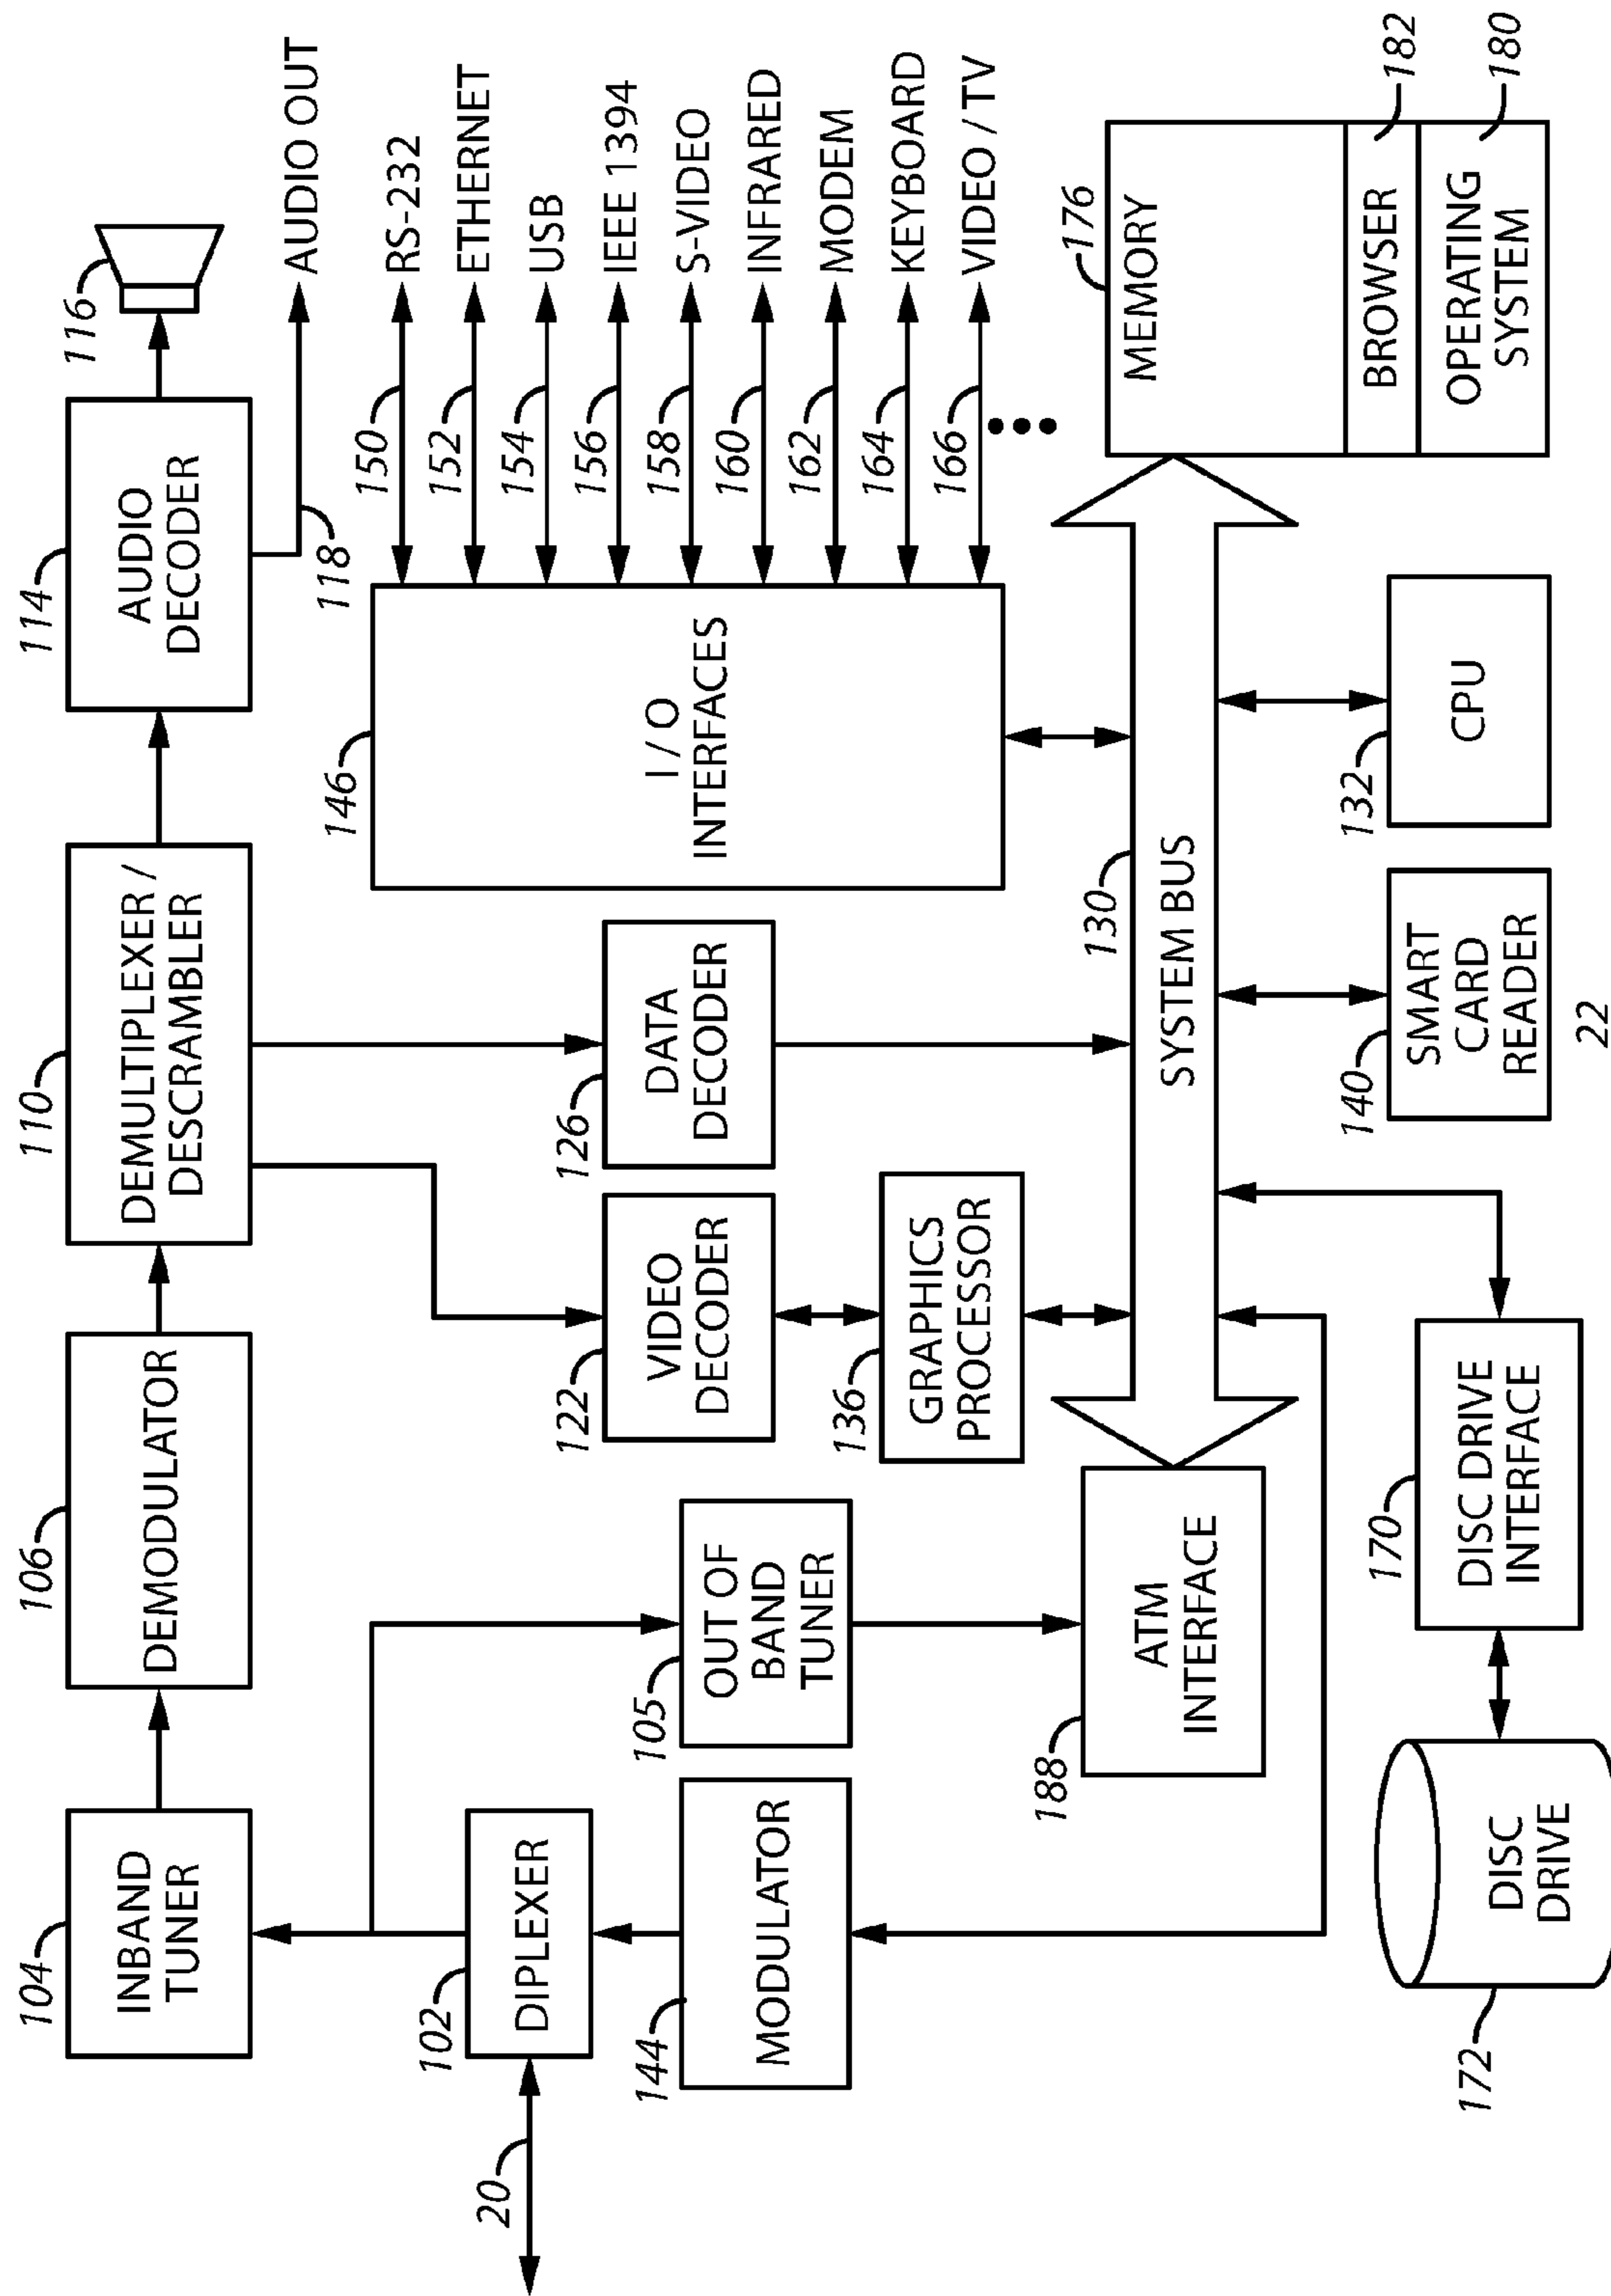 104
INBAND
TUNER
106
DEMODULATOR
110
DEMULTIPLEXER /
DESCRAMBLER
114
AUDIO
DECODER
116
118
AUDIO OUT
20
102
DIPLEXER
144
MODULATOR
105
OUT OF
BAND
TUNER
122
VIDEO
DECODER
126
DATA
DECODER
136
GRAPHICS
PROCESSOR
146
I / O
INTERFACES
150
RS-232
152
ETHERNET
154
USB
156
IEEE 1394
158
S-VIDEO
160
INFRARED
162
MODEM
164
KEYBOARD
166
VIDEO / TV
188
ATM
INTERFACE
130
SYSTEM BUS
176
MEMORY
BROWSER
182
OPERATING
SYSTEM
180
172
DISC
DRIVE
170
DISC DRIVE
INTERFACE
140
SMART
CARD
READER
132
CPU
22